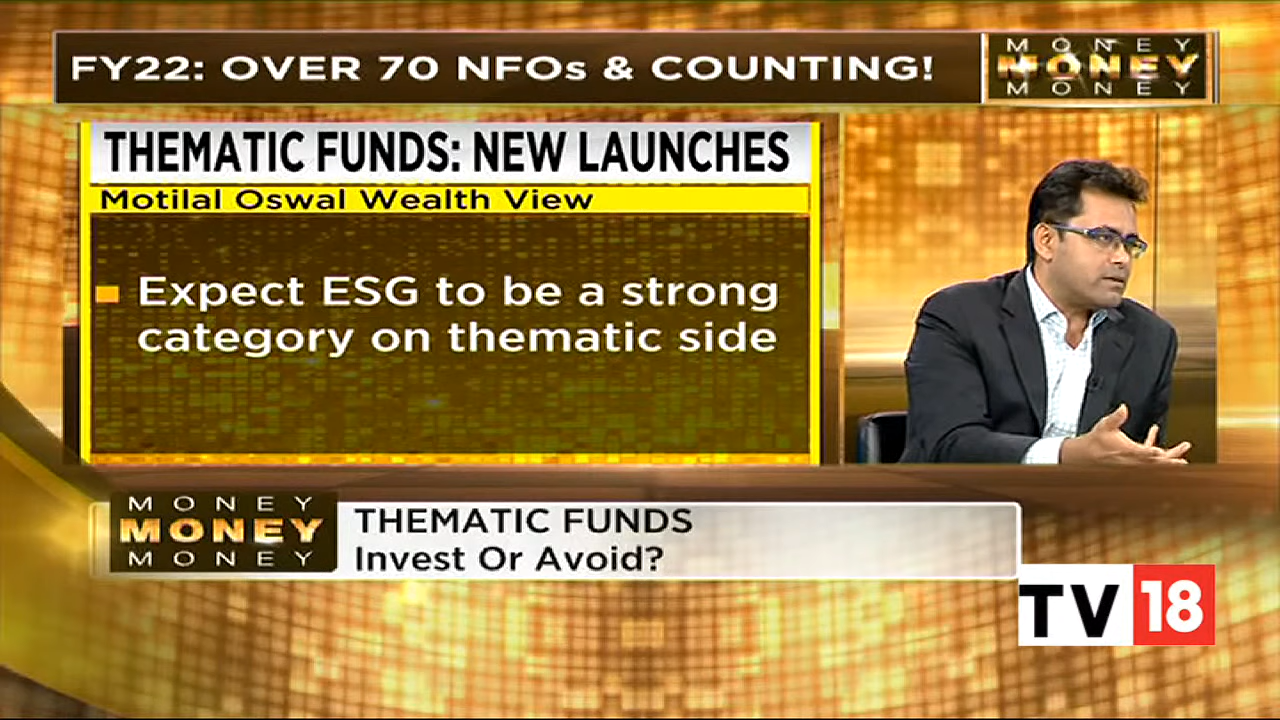 FY22: OVER 70 NFOs & COUNTING!
MONEY
MONEY
MONEY
THEMATIC FUNDS: NEW LAUNCHES
Motilal Oswal Wealth View
Expect ESG to be a strong
category on thematic side
MONEY
MONEY
MONEY
THEMATIC FUNDS
Invest Or Avoid?
TV18